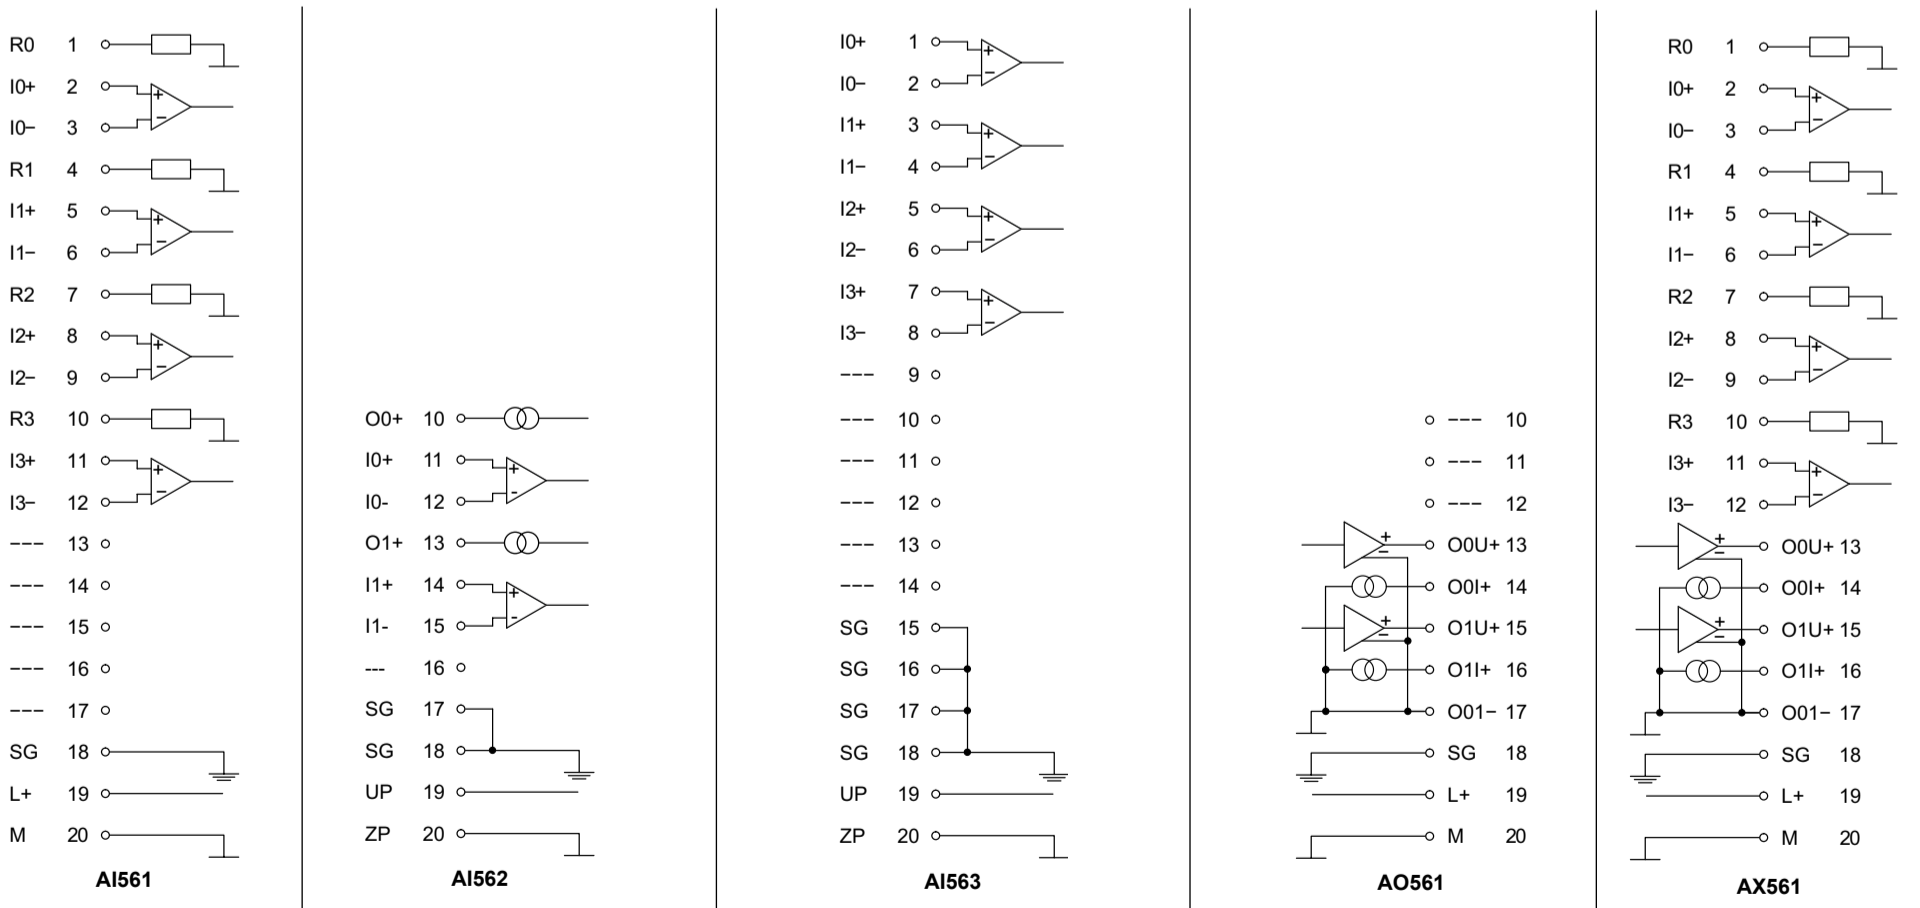 R0 1
I0+ 2
I0− 3
R1 4
I1+ 5
I1− 6
R2 7
I2+ 8
I2− 9
R3 10
I3+ 11
I3− 12
--- 13
--- 14
--- 15
--- 16
--- 17
SG 18
L+ 19
M 20
AI561
O0+ 10
I0+ 11
I0- 12
O1+ 13
I1+ 14
I1- 15
--- 16
SG 17
SG 18
UP 19
ZP 20
AI562
I0+ 1
I0− 2
I1+ 3
I1− 4
I2+ 5
I2− 6
I3+ 7
I3− 8
--- 9
--- 10
--- 11
--- 12
--- 13
--- 14
SG 15
SG 16
SG 17
SG 18
UP 19
ZP 20
AI563
--- 10
--- 11
--- 12
O0U+ 13
O0I+ 14
O1U+ 15
O1I+ 16
O01− 17
SG 18
L+ 19
M 20
AO561
R0 1
I0+ 2
I0− 3
R1 4
I1+ 5
I1− 6
R2 7
I2+ 8
I2− 9
R3 10
I3+ 11
I3− 12
O0U+ 13
O0I+ 14
O1U+ 15
O1I+ 16
O01− 17
SG 18
L+ 19
M 20
AX561